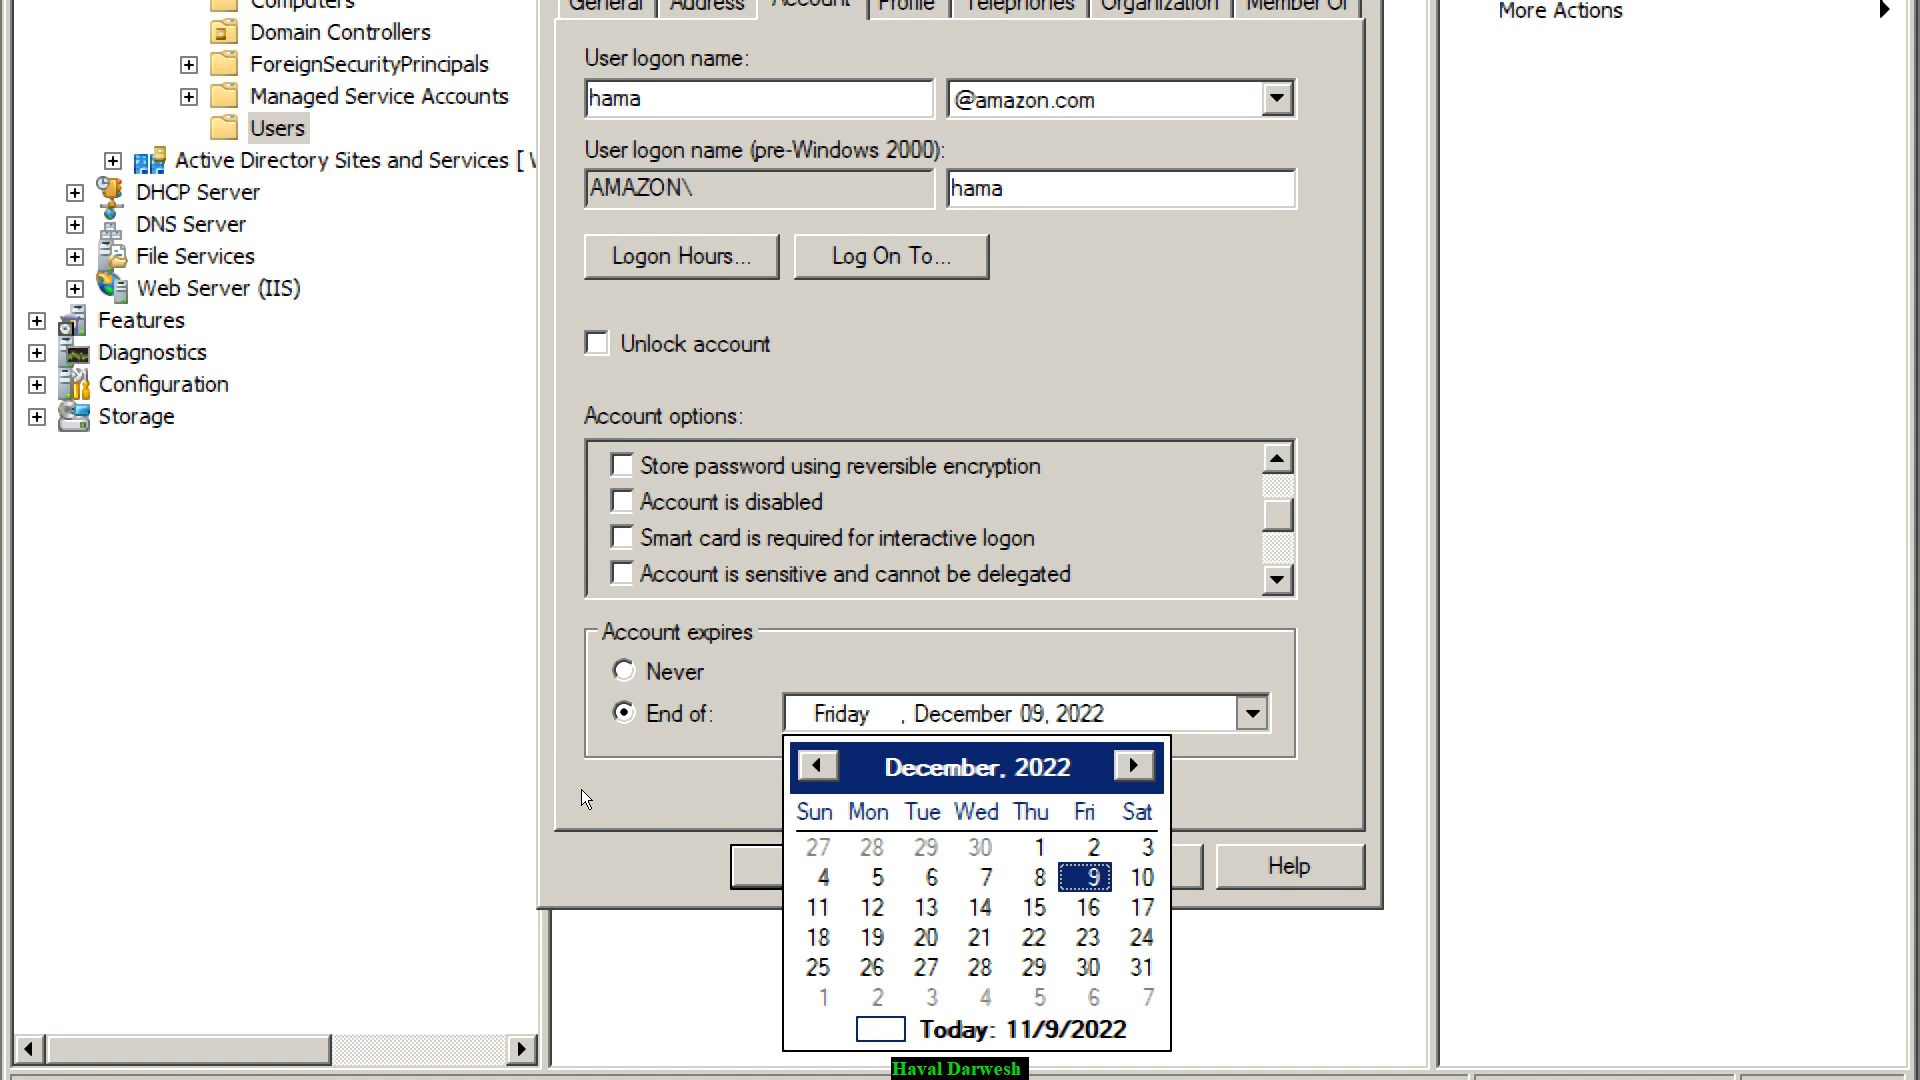 Computers
Domain Controllers
ForeignSecurityPrincipals
Managed Service Accounts
Users
Active Directory Sites and Services [
DHCP Server
DNS Server
File Services
Web Server (IIS)
Features
Diagnostics
Configuration
Storage
General Address Account Profile Telephones Organization Member Of
User logon name:
hama
@amazon.com
User logon name (pre-Windows 2000):
AMAZON\
hama
Logon Hours...
Log On To...
Unlock account
Account options:
Store password using reversible encryption
Account is disabled
Smart card is required for interactive logon
Account is sensitive and cannot be delegated
Account expires
Never
End of:
Friday , December 09, 2022
December, 2022
Sun Mon Tue Wed Thu Fri Sat
27 28 29 30 1 2 3
4 5 6 7 8 9 10
11 12 13 14 15 16 17
18 19 20 21 22 23 24
25 26 27 28 29 30 31
1 2 3 4 5 6 7
Today: 11/9/2022
Help
More Actions
Haval Darwesh